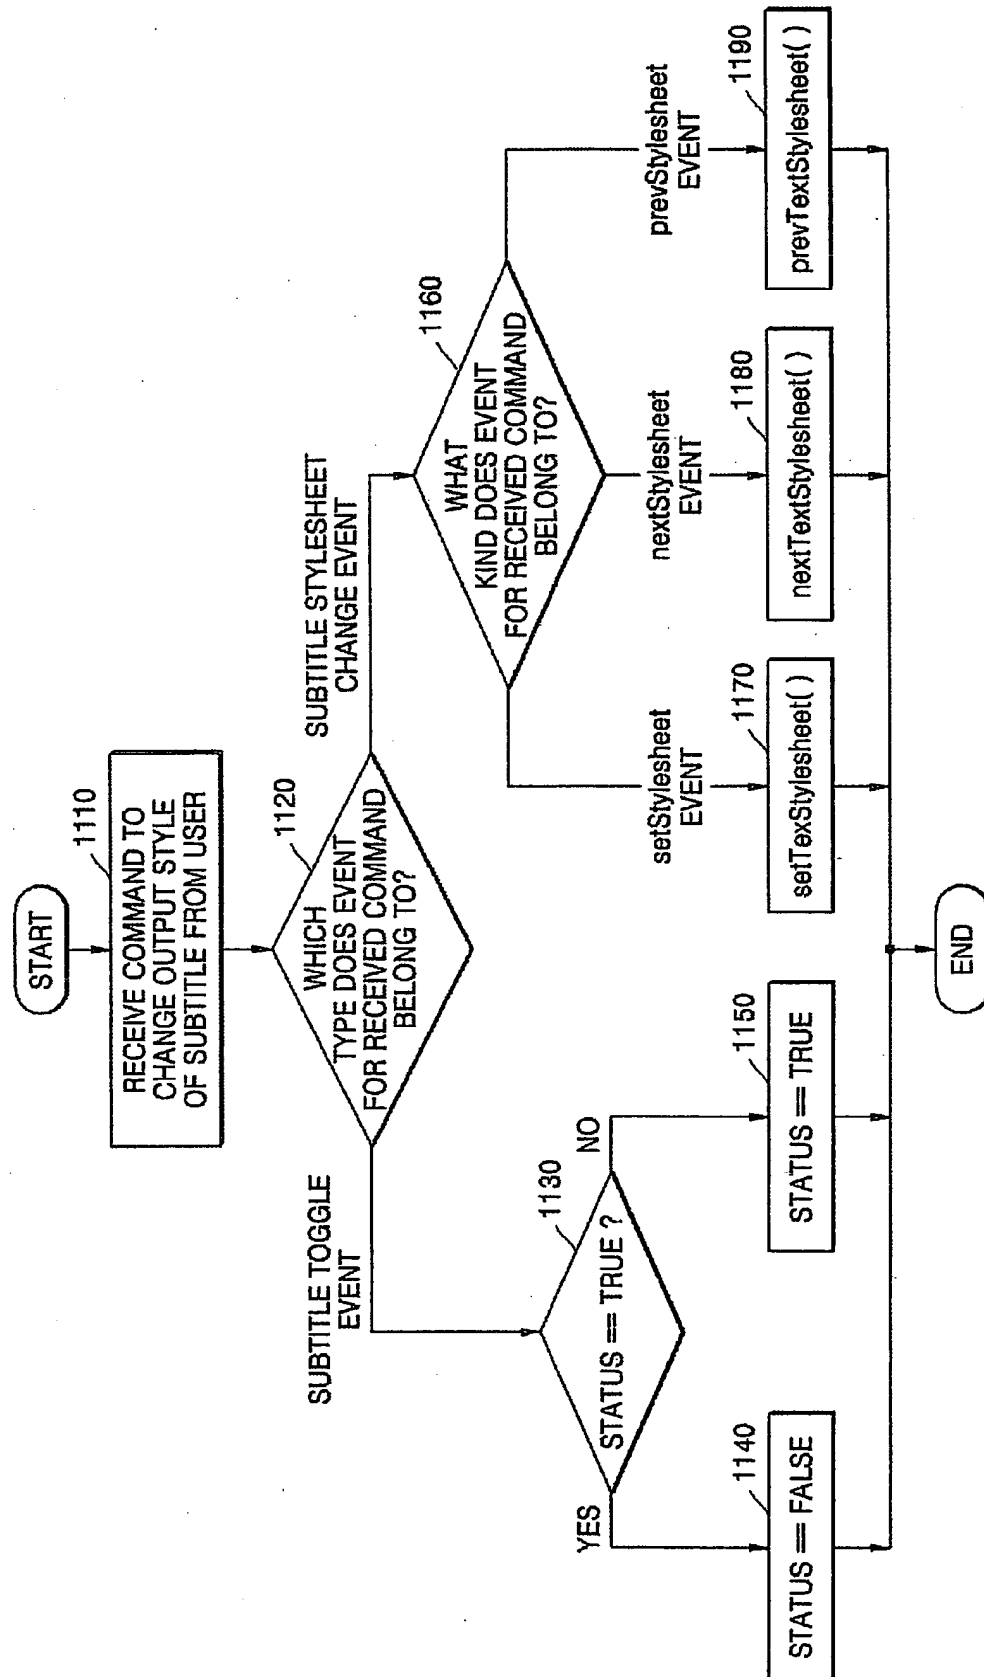 START
1110
RECEIVE COMMAND TO
CHANGE OUTPUT STYLE
OF SUBTITLE FROM USER
1120
WHICH
TYPE DOES EVENT
FOR RECEIVED COMMAND
BELONG TO?
SUBTITLE TOGGLE
EVENT
SUBTITLE STYLESHEET
CHANGE EVENT
1130
STATUS == TRUE ?
YES
NO
1160
WHAT
KIND DOES EVENT
FOR RECEIVED COMMAND
BELONG TO?
setStylesheet
EVENT
nextStylesheet
EVENT
prevStylesheet
EVENT
1140
STATUS == FALSE
1150
STATUS == TRUE
1170
setTexStylesheet( )
1180
nextTextStylesheet( )
1190
prevTextStylesheet( )
END